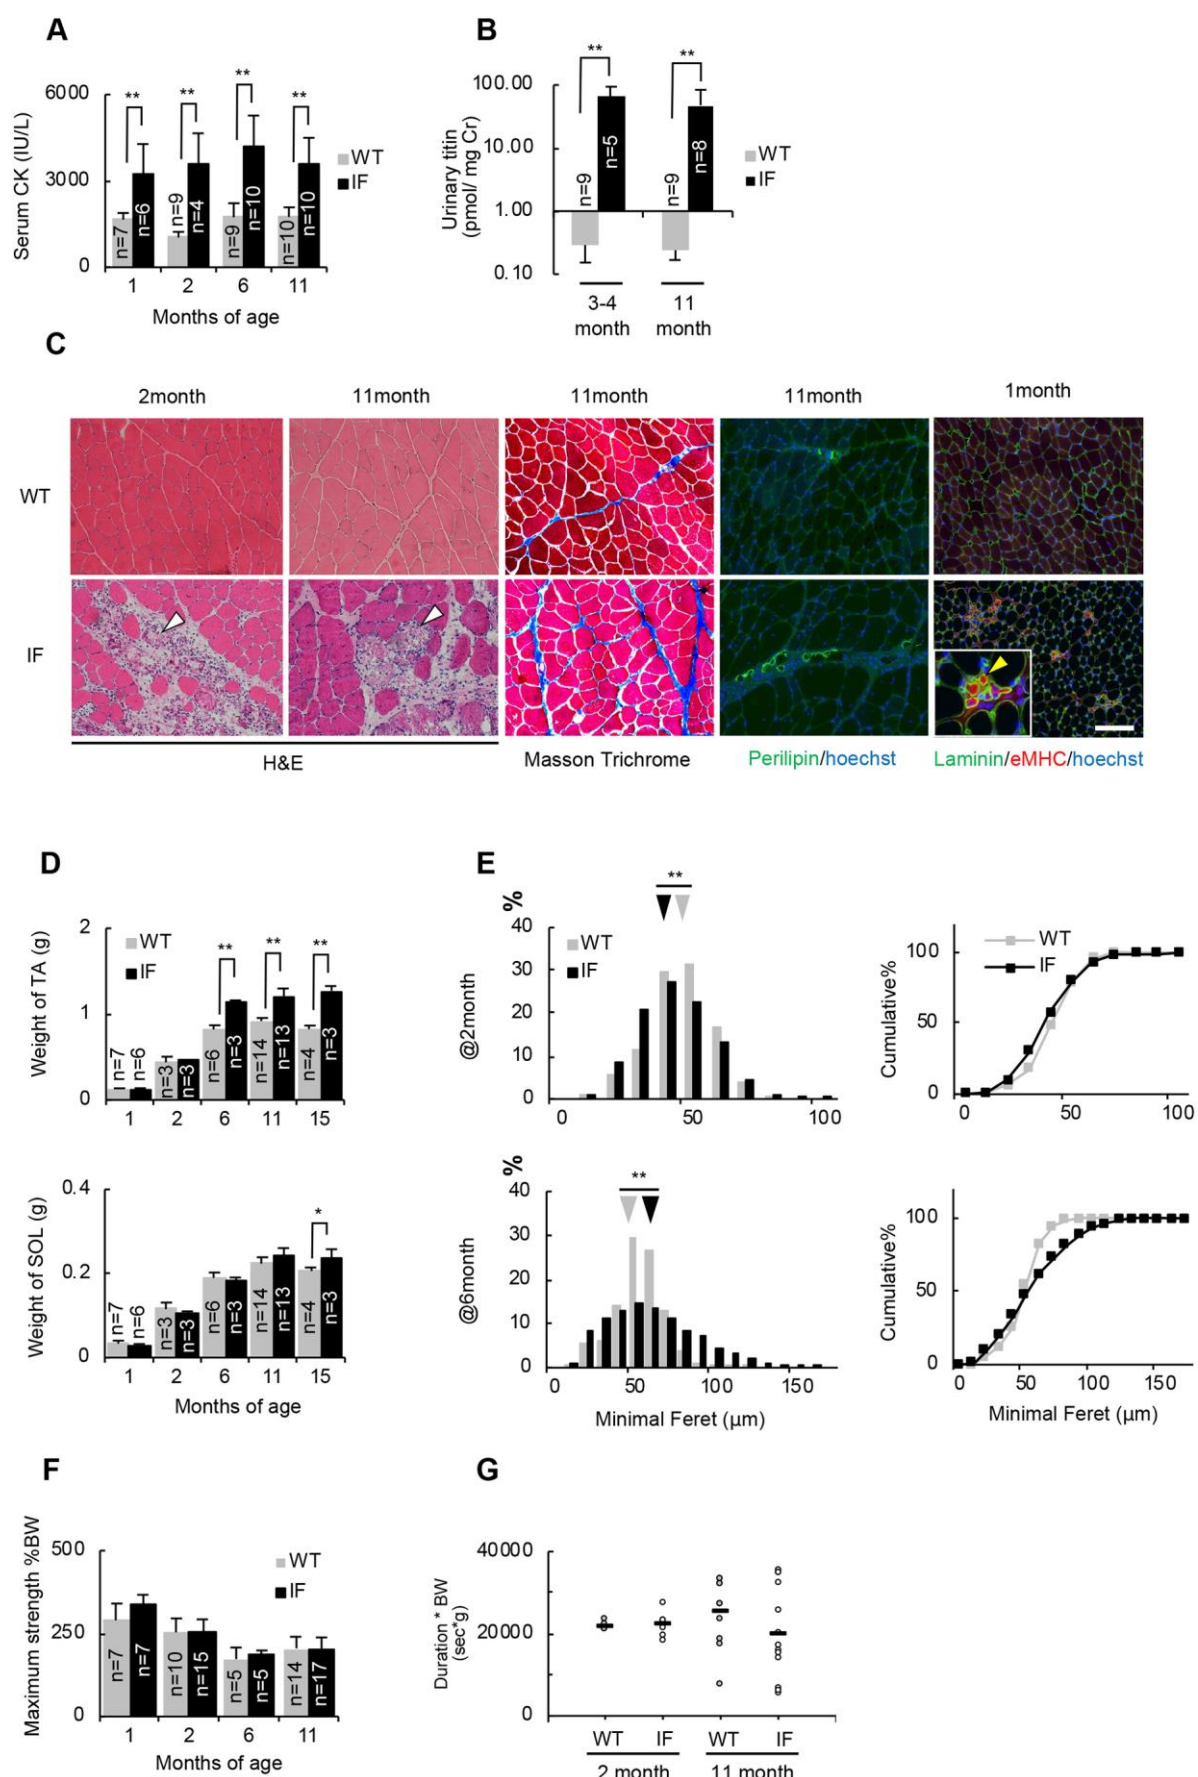 A
Serum CK (IU/L)
6000
3000
0
**
**
**
**
n=7
n=6
n=9
n=4
n=9
n=10
n=10
n=10
WT
IF
1 2 6 11
Months of age
B
Urinary titin
(pmol/ mg Cr)
100.00
10.00
1.00
0.10
**
**
n=9
n=5
n=9
n=8
WT
IF
3-4
month
11
month
C
2month 11month 11month 11month 1month
WT
IF
H&E
Masson Trichrome
Perilipin/hoechst
Laminin/eMHC/hoechst
D
Weight of TA (g)
2
1
0
WT
IF
**
**
**
n=7
n=6
n=3
n=3
n=6
n=3
n=14
n=13
n=4
n=3
1 2 6 11 15
Weight of SOL (g)
0.4
0.2
0
*
n=7
n=6
n=3
n=3
n=6
n=3
n=14
n=13
n=4
n=3
1 2 6 11 15
Months of age
E
@2month
%
40
30
20
10
0
**
WT
IF
0 50 100
Cumulative%
100
50
0
WT
IF
0 50 100
@6month
%
40
30
20
10
0
**
0 50 100 150
Minimal Feret (µm)
Cumulative%
100
50
0
0 50 100 150
Minimal Feret (µm)
F
Maximum strength %BW
500
250
0
WT
IF
n=7
n=7
n=10
n=15
n=5
n=5
n=14
n=17
1 2 6 11
Months of age
G
Duration * BW
(sec*g)
40000
20000
0
WT IF WT IF
2 month 11 month